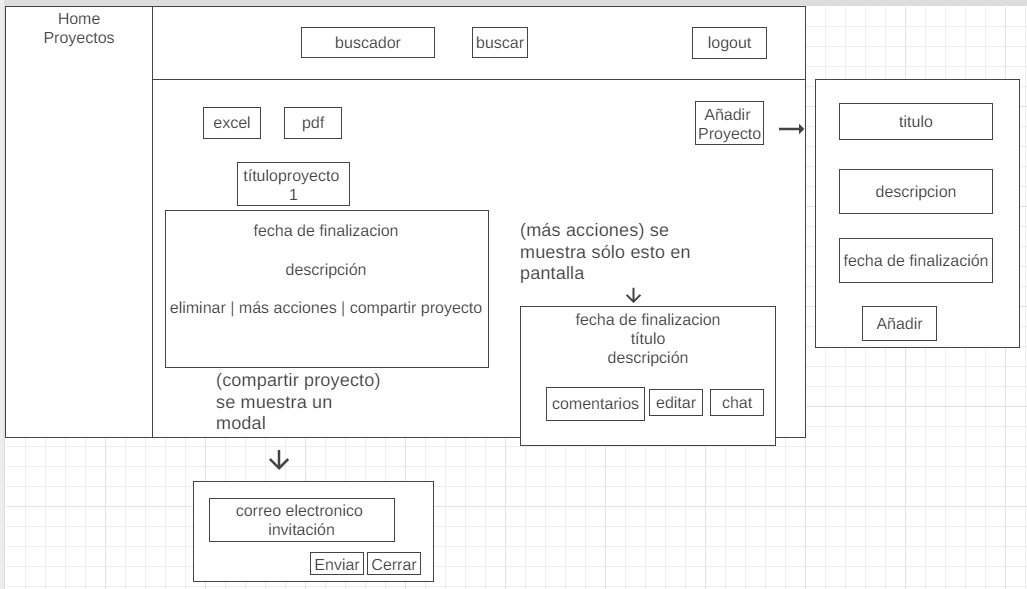 Home
Proyectos
buscador
buscar
logout
excel
pdf
Añadir
Proyecto
títuloproyecto
1
fecha de finalizacion
descripción
eliminar | más acciones | compartir proyecto
(compartir proyecto)
se muestra un
modal
(más acciones) se
muestra sólo esto en
pantalla
fecha de finalizacion
título
descripción
comentarios
editar
chat
titulo
descripcion
fecha de finalización
Añadir
correo electronico
invitación
Enviar
Cerrar